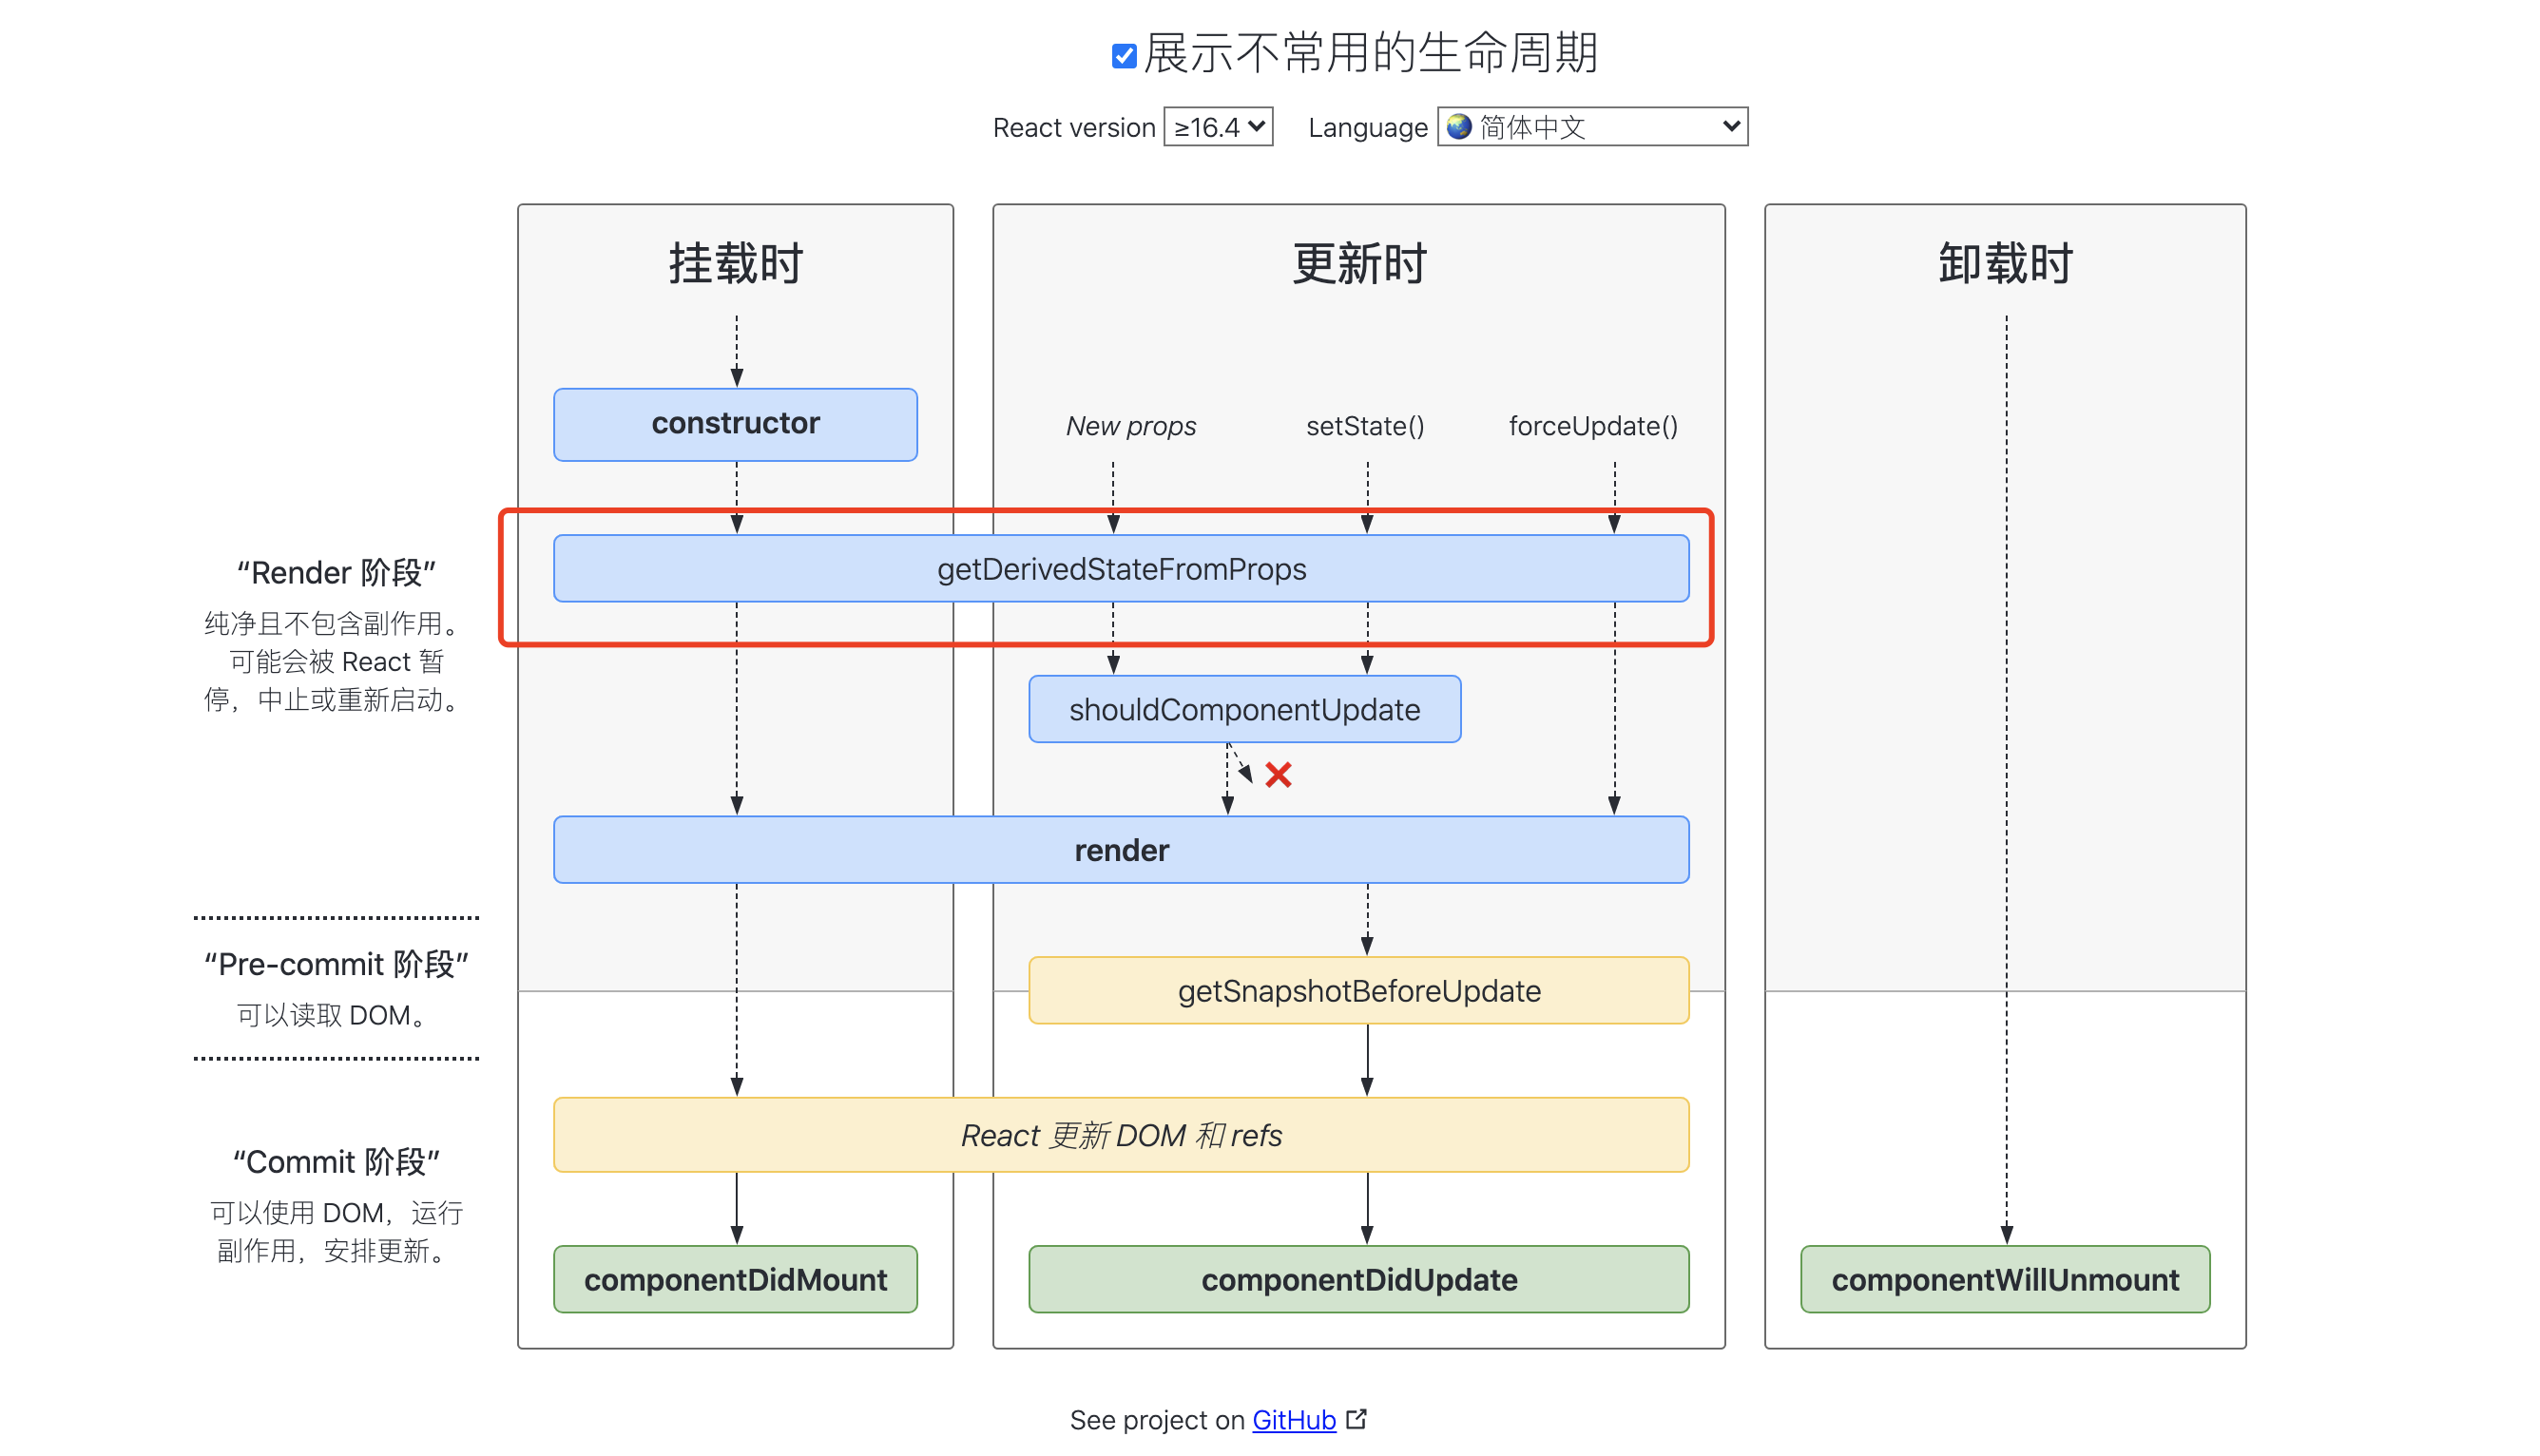 展示不常用的生命周期
React version ≥16.4 Language 简体中文
挂载时
更新时
卸载时
constructor
New props
setState()
forceUpdate()
“Render 阶段”
纯净且不包含副作用。
可能会被 React 暂
停，中止或重新启动。
getDerivedStateFromProps
shouldComponentUpdate
render
“Pre-commit 阶段”
可以读取 DOM。
getSnapshotBeforeUpdate
React 更新 DOM 和 refs
“Commit 阶段”
可以使用 DOM，运行
副作用，安排更新。
componentDidMount
componentDidUpdate
componentWillUnmount
See project on GitHub